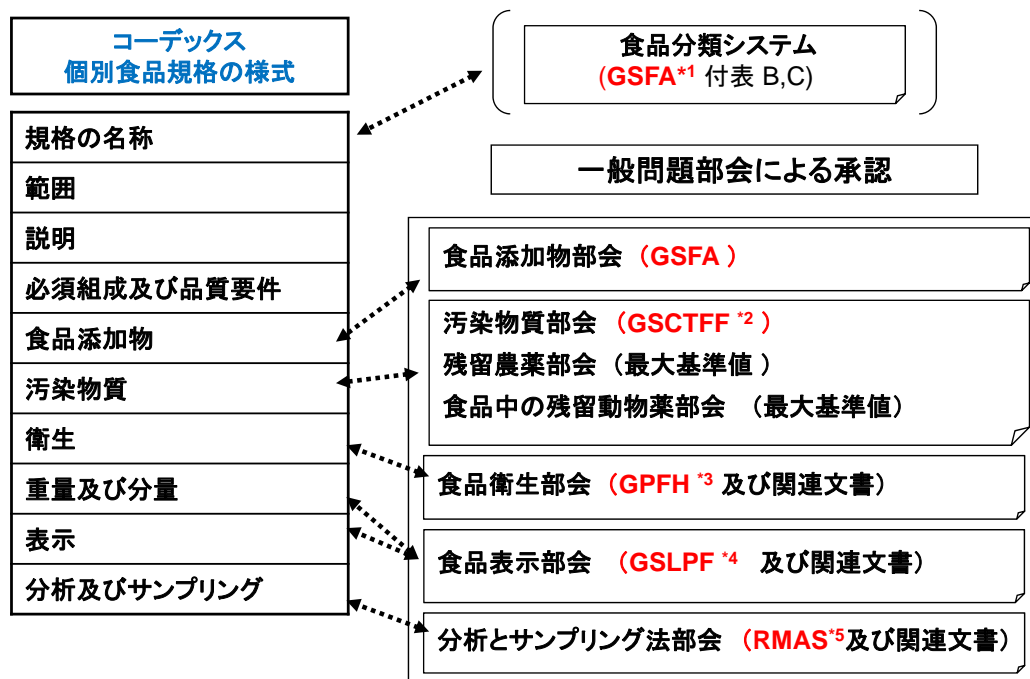 コーデックス
個別食品規格の様式
規格の名称
範囲
説明
必須組成及び品質要件
食品添加物
汚染物質
衛生
重量及び分量
表示
分析及びサンプリング
食品分類システム
(GSFA*1 付表 B,C)
一般問題部会による承認
食品添加物部会 （GSFA ）
汚染物質部会 （GSCTFF *2 ）
残留農薬部会 （最大基準値 ）
食品中の残留動物薬部会 （最大基準値）
食品衛生部会 （GPFH *3 及び関連文書）
食品表示部会 （GSLPF *4 及び関連文書）
分析とサンプリング法部会 （RMAS*5及び関連文書）